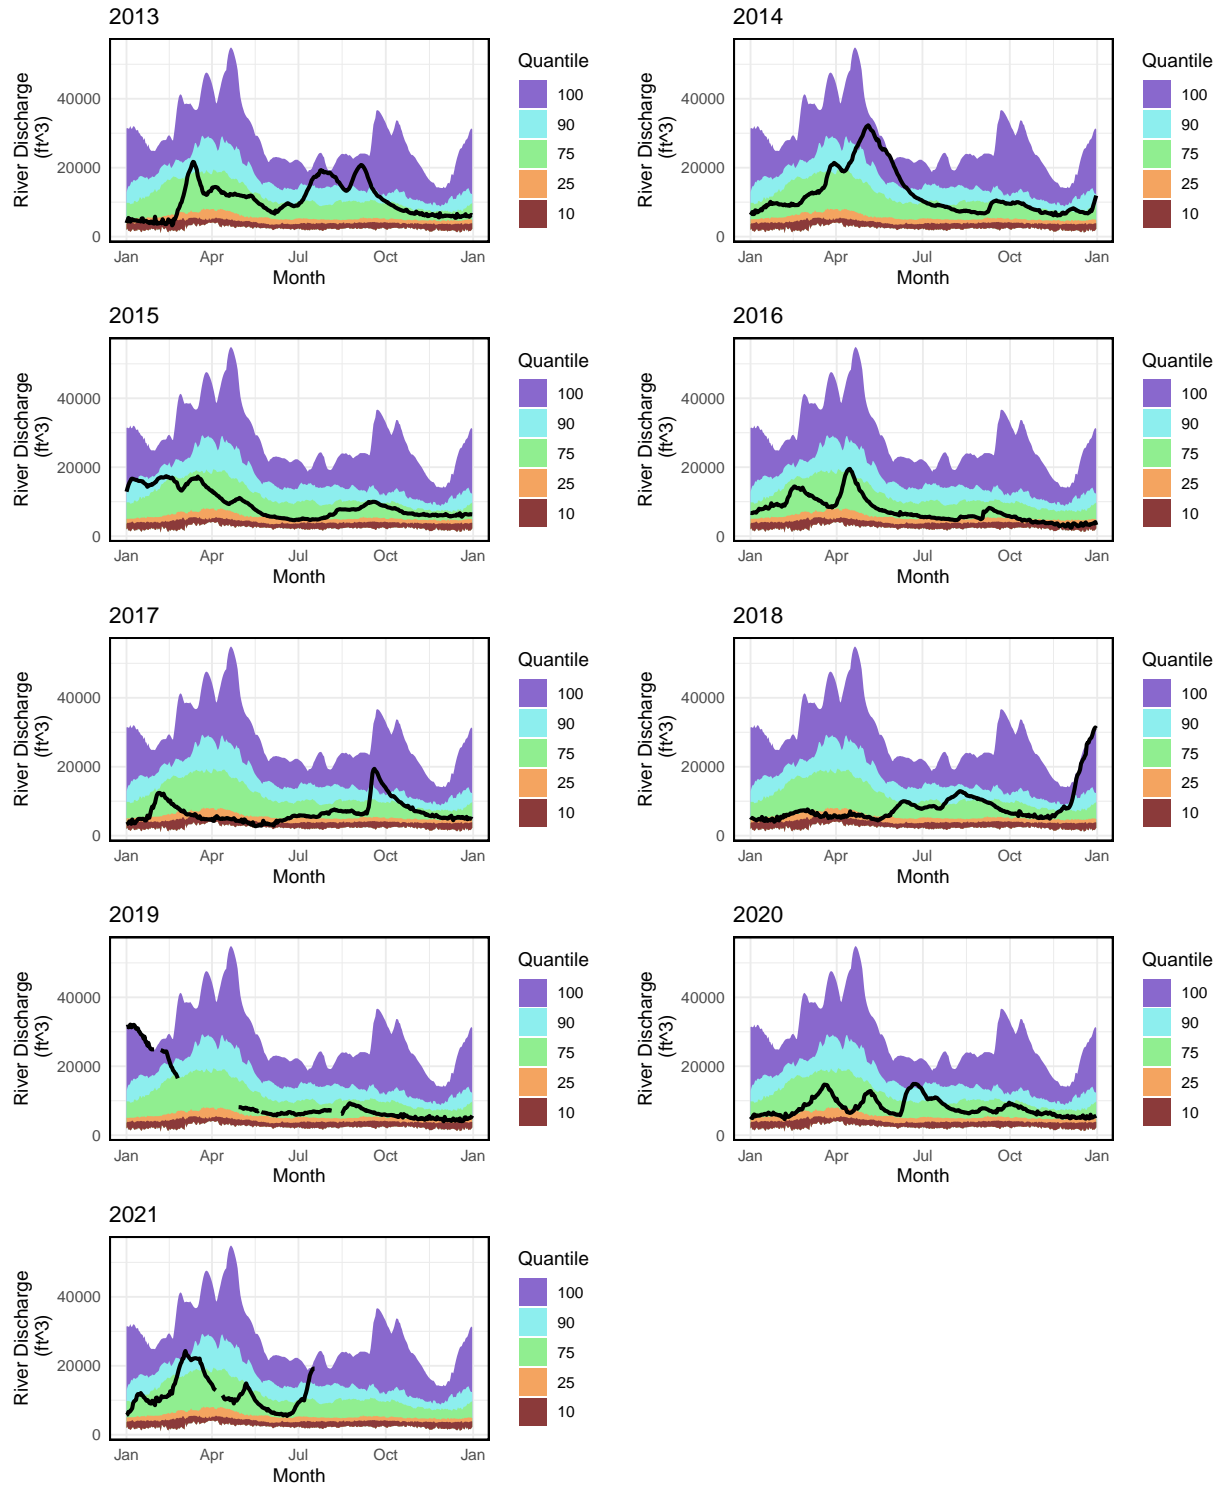 2013
River Discharge
(ft^3)
40000
20000
0
Jan Apr Jul Oct Jan
Month
Quantile
100
90
75
25
10
2014
River Discharge
(ft^3)
40000
20000
0
Jan Apr Jul Oct Jan
Month
Quantile
100
90
75
25
10
2015
River Discharge
(ft^3)
40000
20000
0
Jan Apr Jul Oct Jan
Month
Quantile
100
90
75
25
10
2016
River Discharge
(ft^3)
40000
20000
0
Jan Apr Jul Oct Jan
Month
Quantile
100
90
75
25
10
2017
River Discharge
(ft^3)
40000
20000
0
Jan Apr Jul Oct Jan
Month
Quantile
100
90
75
25
10
2018
River Discharge
(ft^3)
40000
20000
0
Jan Apr Jul Oct Jan
Month
Quantile
100
90
75
25
10
2019
River Discharge
(ft^3)
40000
20000
0
Jan Apr Jul Oct Jan
Month
Quantile
100
90
75
25
10
2020
River Discharge
(ft^3)
40000
20000
0
Jan Apr Jul Oct Jan
Month
Quantile
100
90
75
25
10
2021
River Discharge
(ft^3)
40000
20000
0
Jan Apr Jul Oct Jan
Month
Quantile
100
90
75
25
10